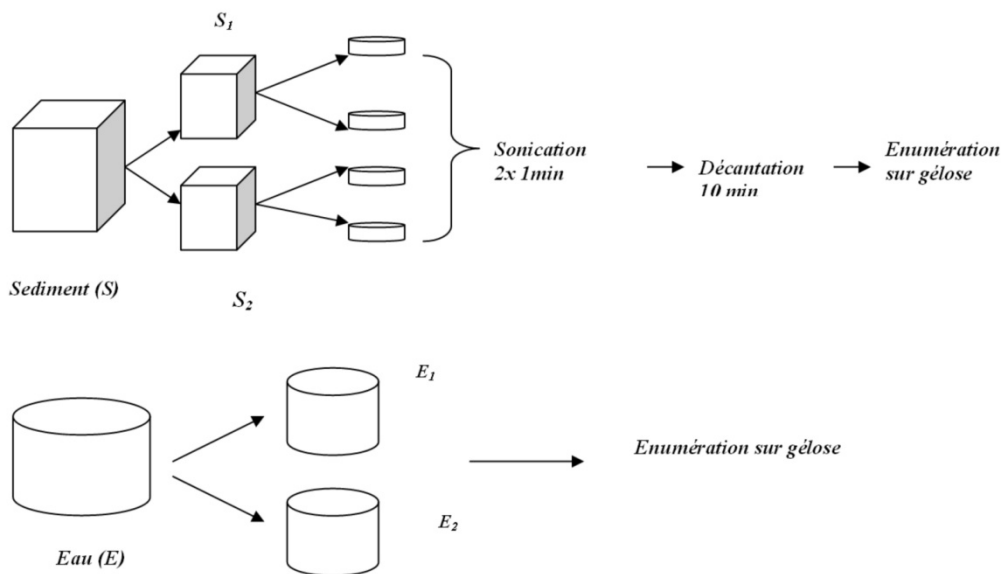 S1
Sonication
2x 1min
Décantation
10 min
Enumération
sur gélose
Sediment (S)
S2
E1
Enumération sur gélose
E2
Eau (E)